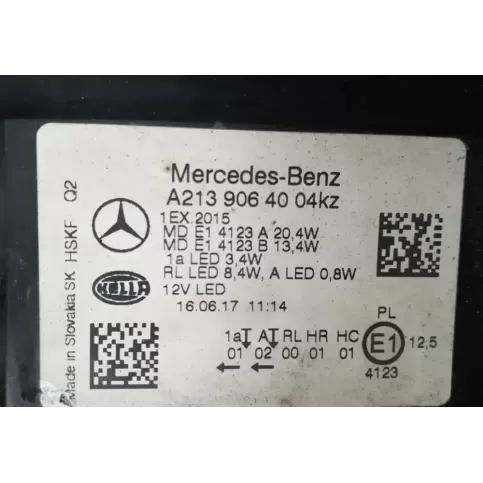 Made in Slovakia SK HSKF Q2
Mercedes-Benz
A213 906 40 04kz
1EX.2015
MD E1 4123 A 20,4W
MD E1 4123 B 13,4W
1a LED 3,4W
RL LED 8,4W, A LED 0,8W
HELLA
12V LED
16.06.17 11:14
1a A RL HR HC
01 02 00 01 01
PL
E1 12,5
4123